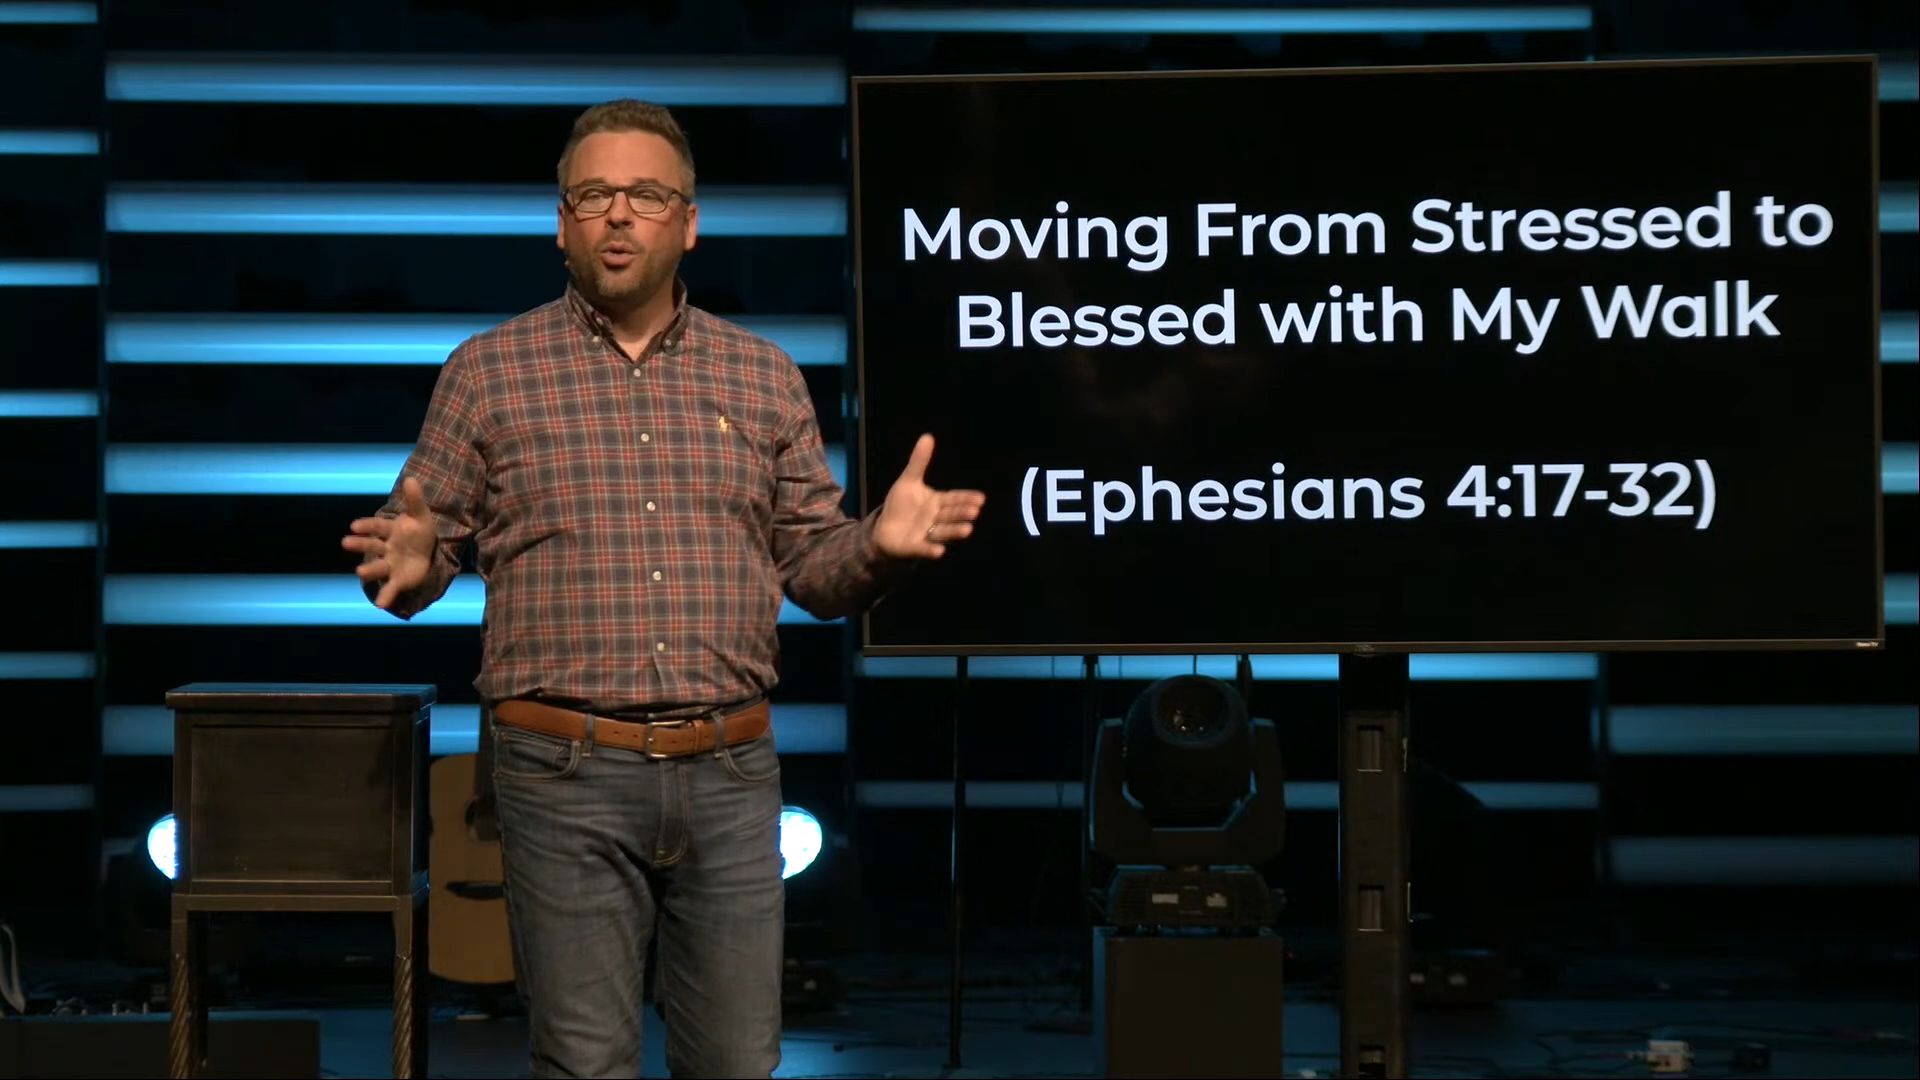 Moving From Stressed to
Blessed with My Walk
(Ephesians 4:17-32)